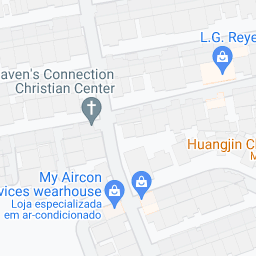 L.G. Reye
aven's Connection
Christian Center
Huangjin C
My Aircon
vices wearhouse
Loja especializada
em ar-condicionado